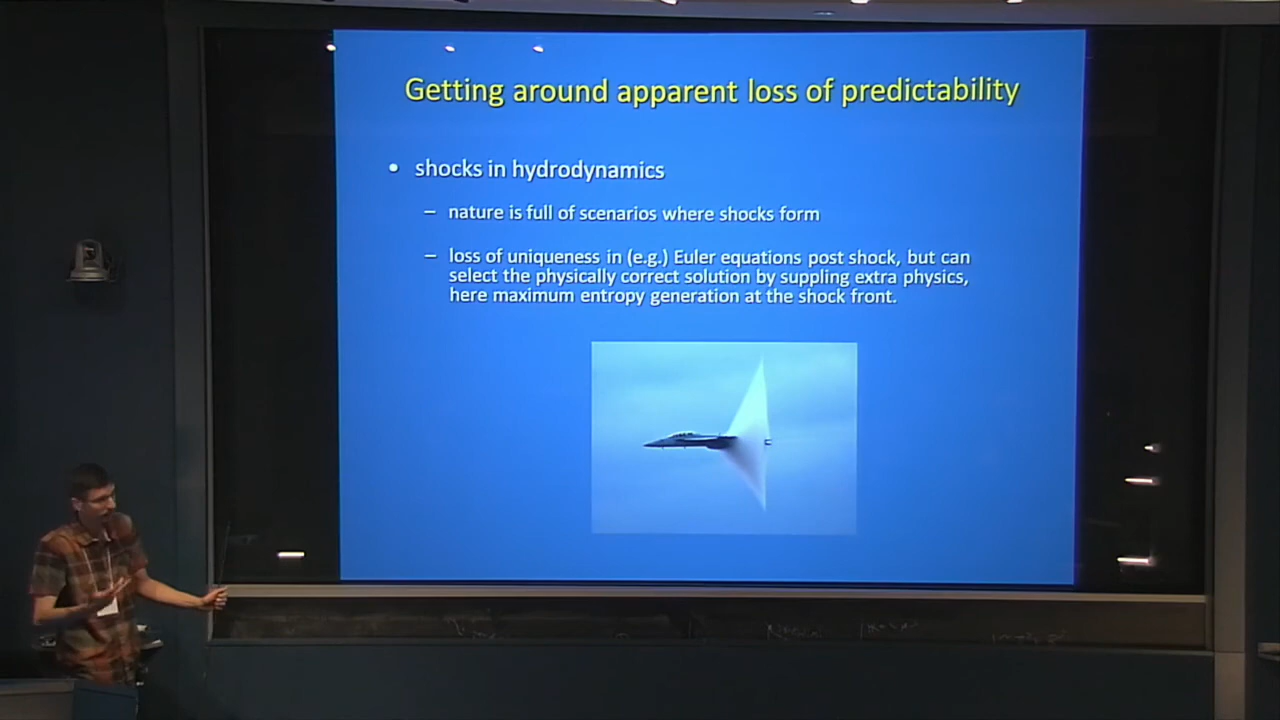 Getting around apparent loss of predictability
• shocks in hydrodynamics
– nature is full of scenarios where shocks form
– loss of uniqueness in (e.g.) Euler equations post shock, but can
select the physically correct solution by suppling extra physics,
here maximum entropy generation at the shock front.